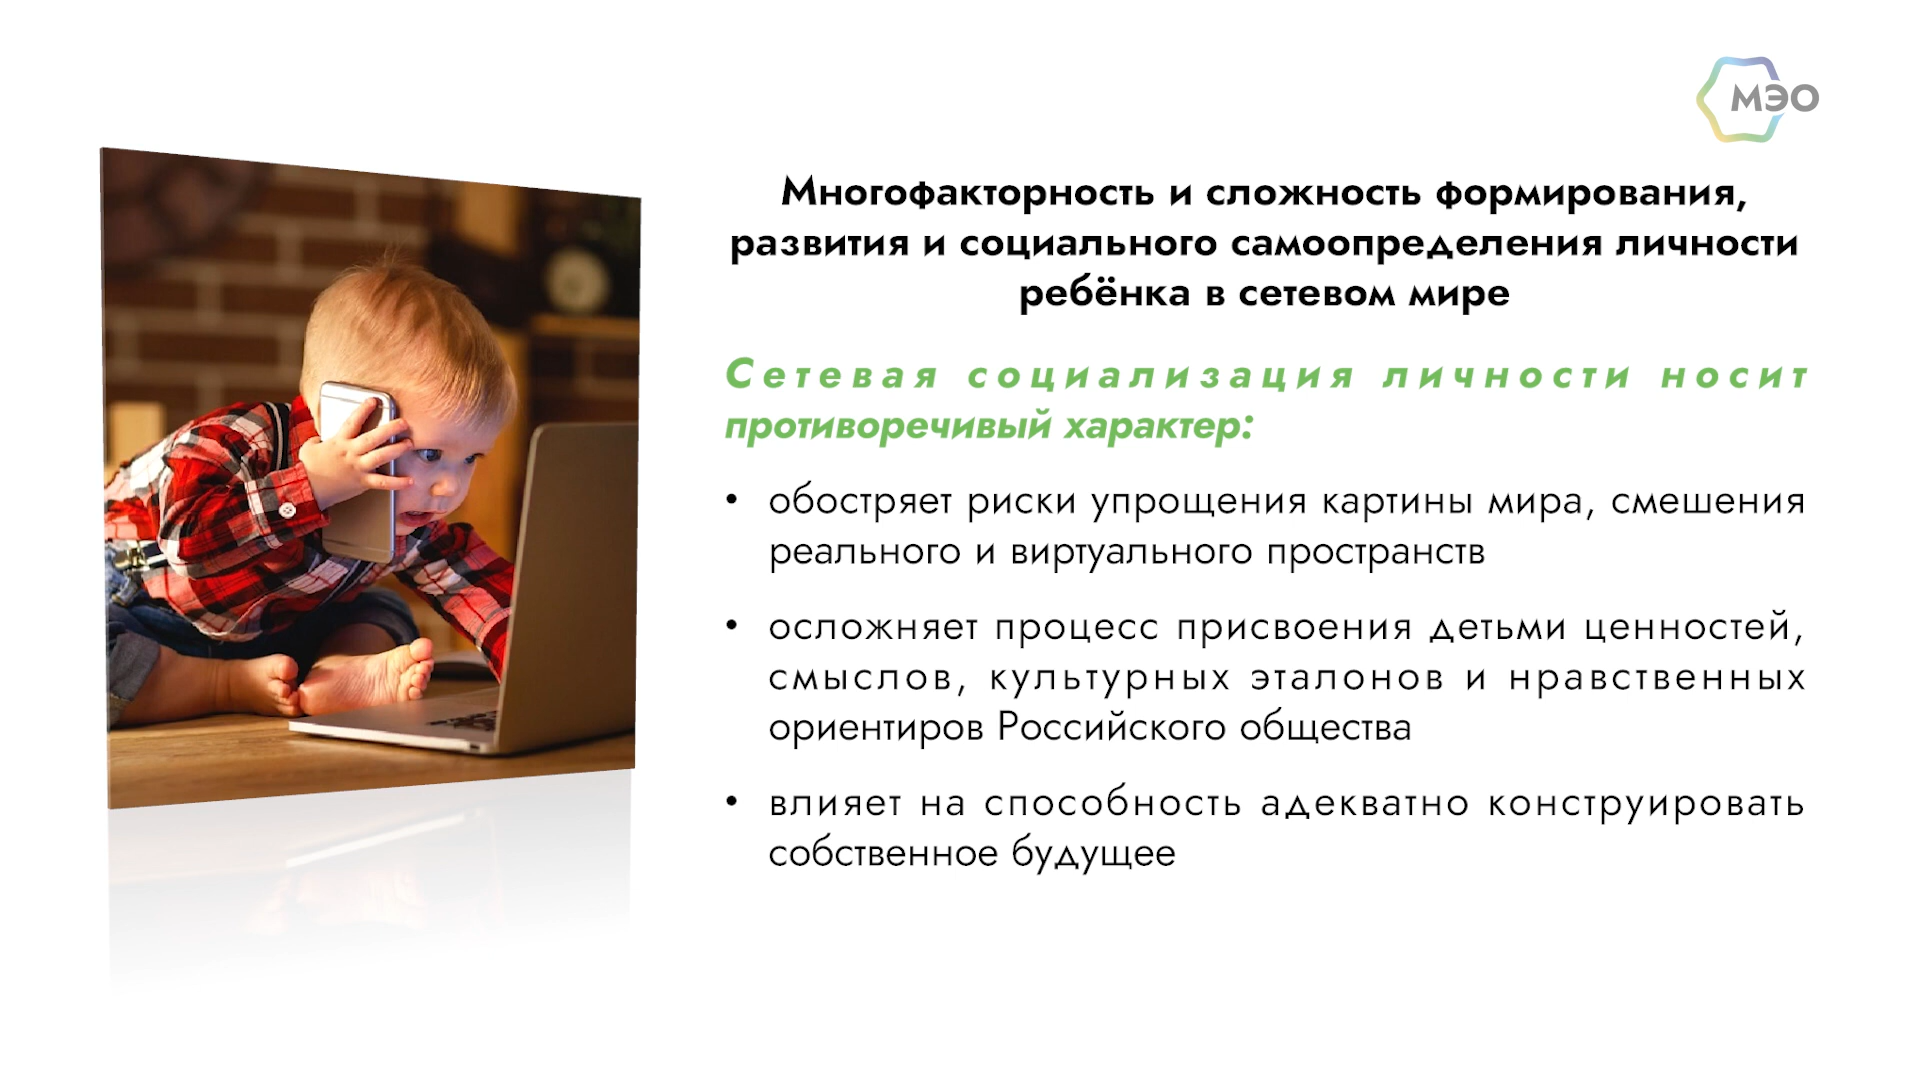 МЭО
Многофакторность и сложность формирования,
развития и социального самоопределения личности
ребёнка в сетевом мире
Сетевая социализация личности носит
противоречивый характер:
• обостряет риски упрощения картины мира, смешения
реального и виртуального пространств
• осложняет процесс присвоения детьми ценностей,
смыслов, культурных эталонов и нравственных
ориентиров Российского общества
• влияет на способность адекватно конструировать
собственное будущее